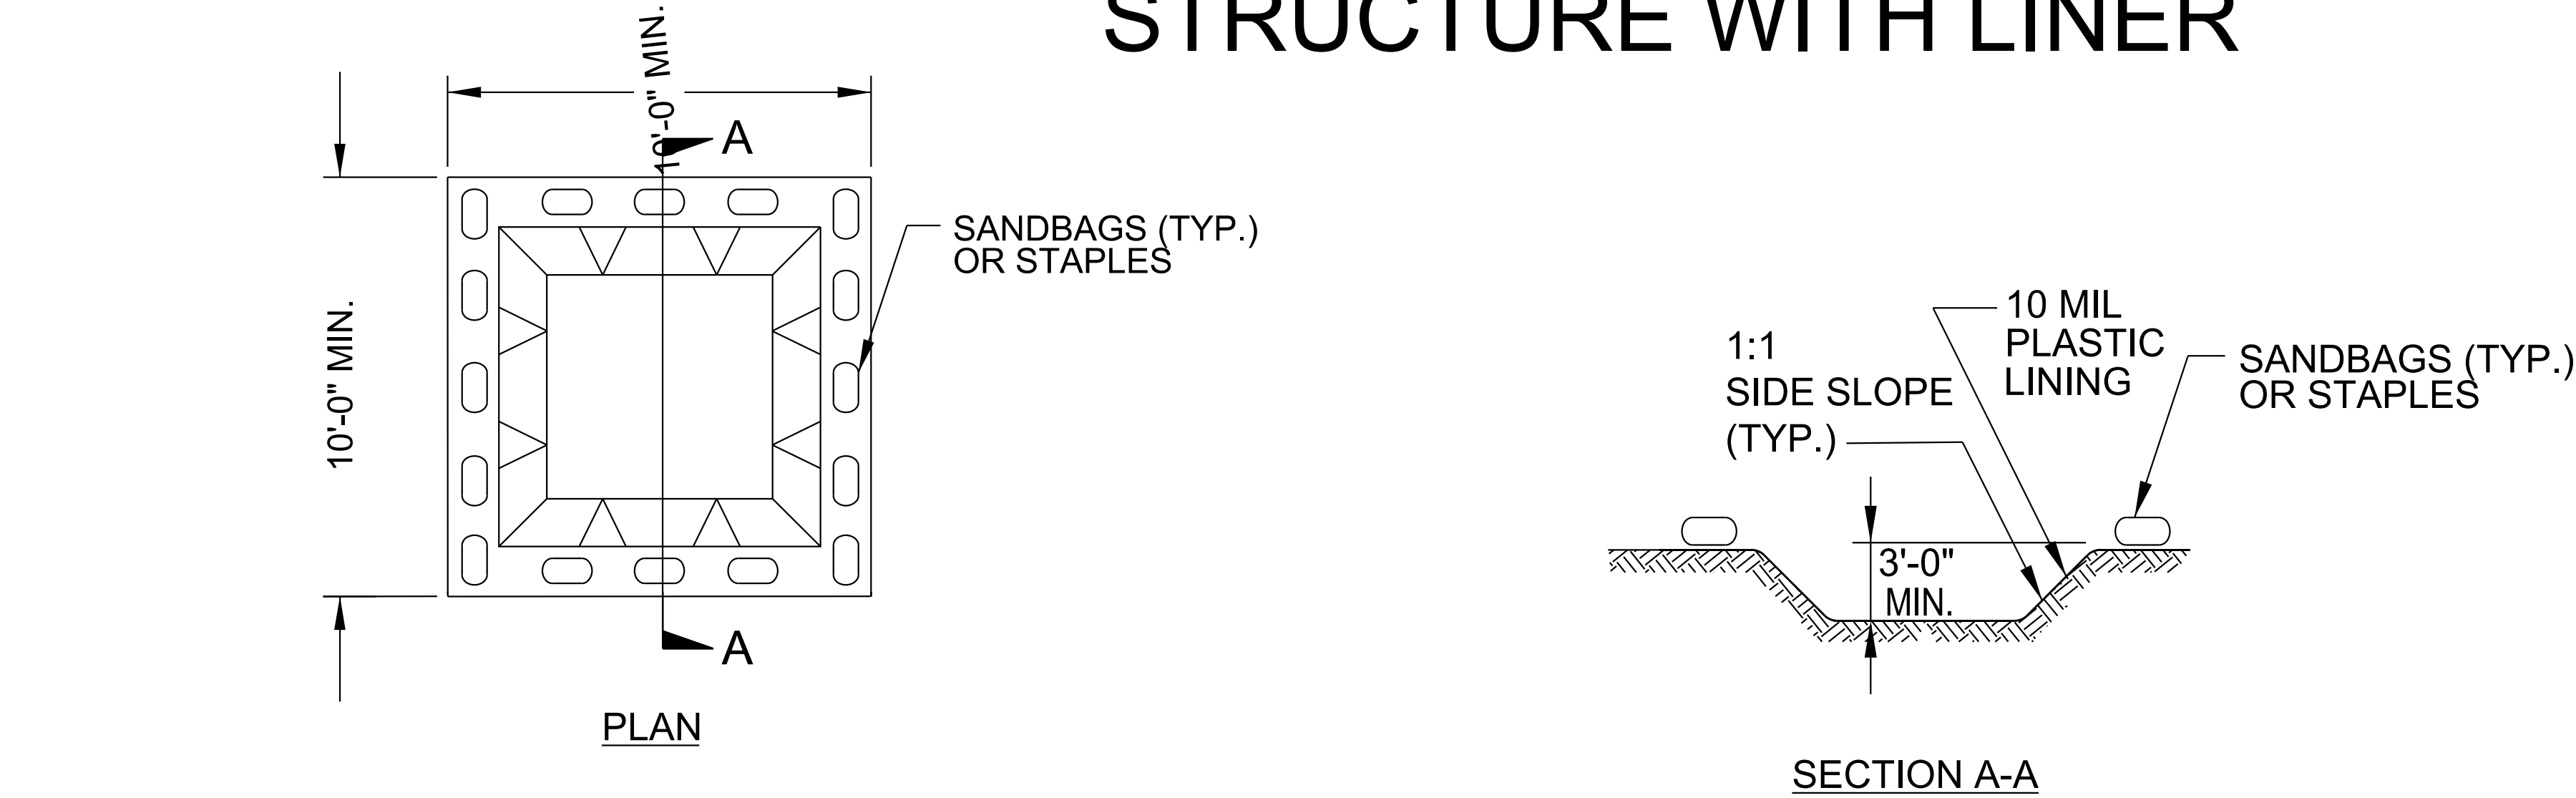 STRUCTURE WITH LINER
10'-0" MIN.
A
SANDBAGS (TYP.)
OR STAPLES
10'-0" MIN.
A
PLAN
10 MIL
PLASTIC
LINING
1:1
SIDE SLOPE
(TYP.)
SANDBAGS (TYP.)
OR STAPLES
3'-0"
MIN.
SECTION A-A